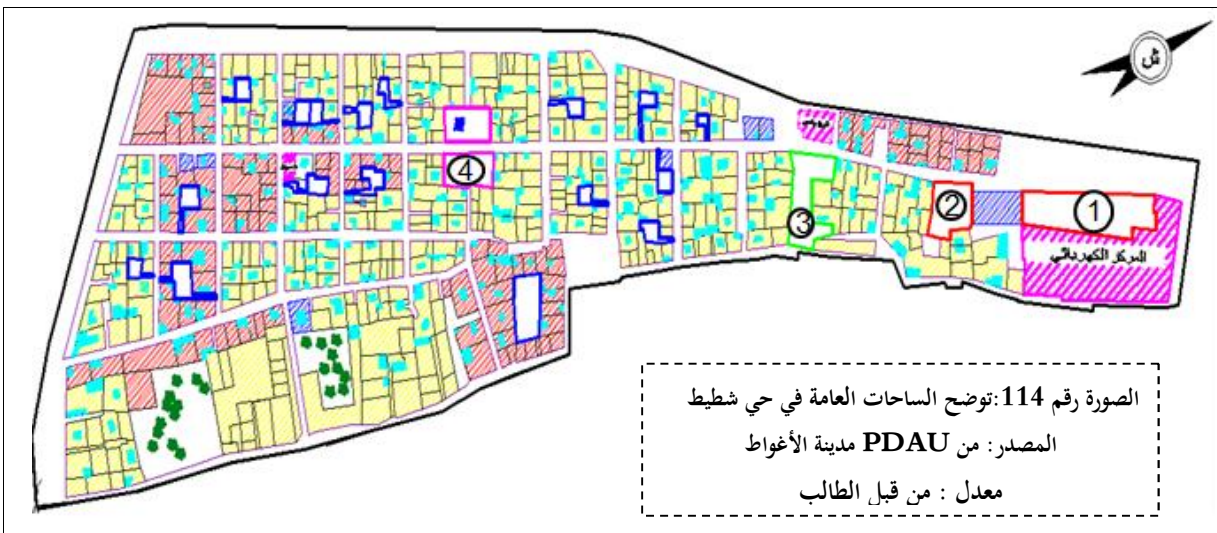 ش
4
3
2
1
المركز الكهربائي
الصورة رقم 114:توضح الساحات العامة في حي شطيط
المصدر: من PDAU مدينة الأغواط
معدل : من قبل الطالب